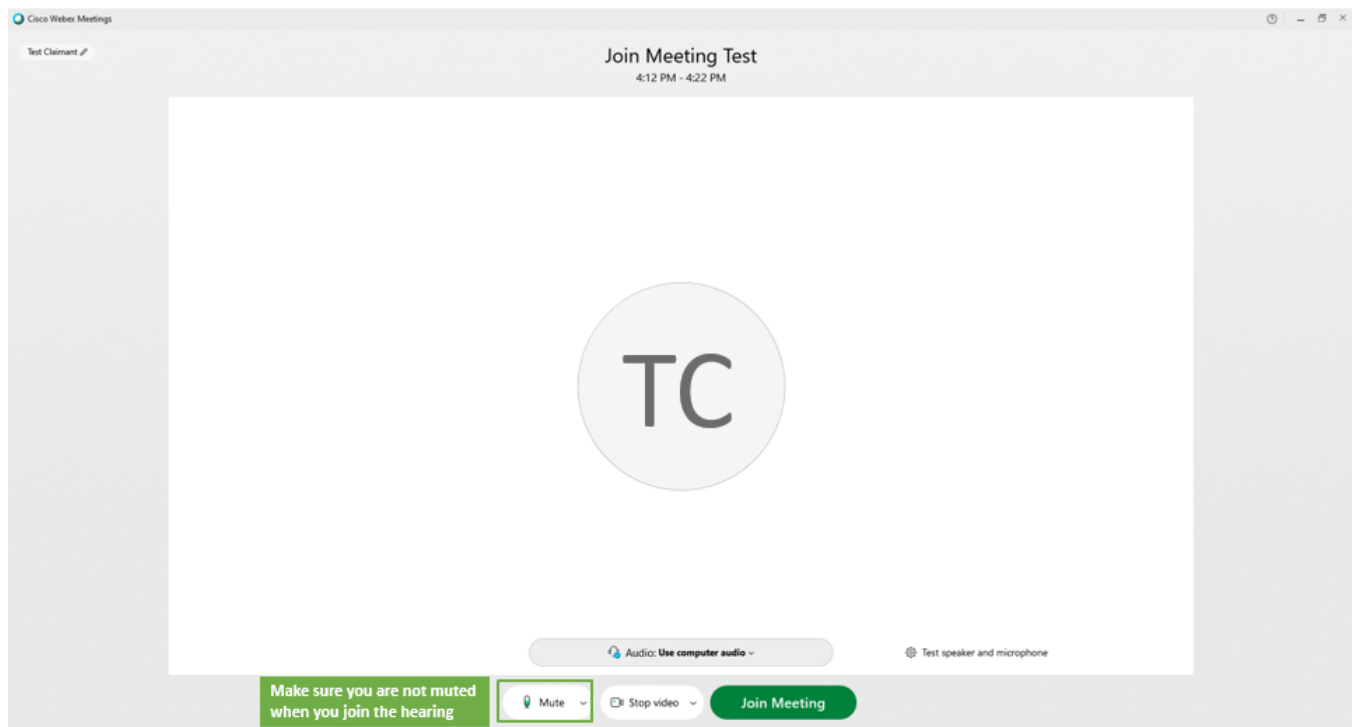 Cisco Webex Meetings
Test Claimant
Join Meeting Test
4:12 PM - 4:22 PM
TC
Audio: Use computer audio
Test speaker and microphone
Make sure you are not muted
when you join the hearing
Mute
Stop video
Join Meeting